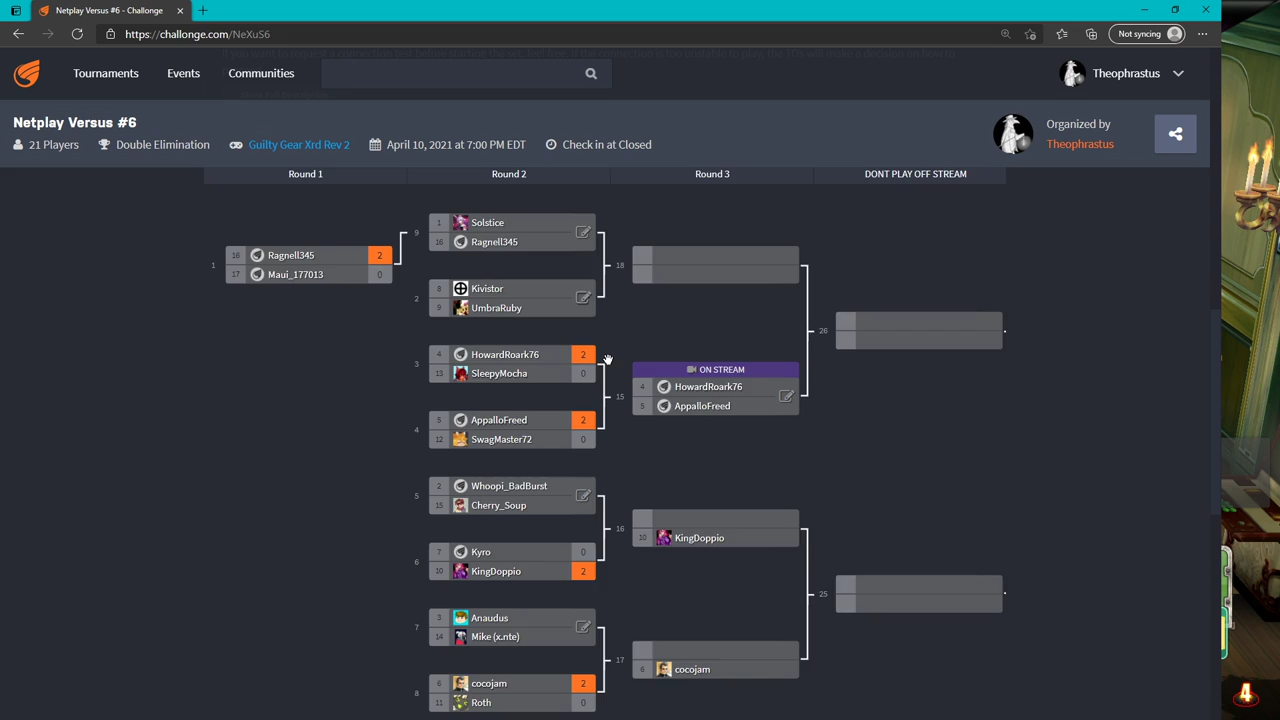 Netplay Versus #6 - Challonge
https://challonge.com/NeXuS6
Not syncing
Tournaments
Events
Communities
Theophrastus
Netplay Versus #6
21 Players
Double Elimination
Guilty Gear Xrd Rev 2
April 10, 2021 at 7:00 PM EDT
Check in at Closed
Organized by
Theophrastus
Round 1
Round 2
Round 3
DONT PLAY OFF STREAM
1
16 Ragnell345 2
17 Maui_177013 0
9
1 Solstice
16 Ragnell345
2
8 Kivistor
9 UmbraRuby
3
4 HowardRoark76 2
13 SleepyMocha 0
4
5 AppalloFreed 2
12 SwagMaster72 0
5
2 Whoopi_BadBurst
15 Cherry_Soup
6
7 Kyro 0
10 KingDoppio 2
7
3 Anaudus
14 Mike (x.nte)
8
6 cocojam 2
11 Roth 0
18
15
ON STREAM
4 HowardRoark76
5 AppalloFreed
16
10 KingDoppio
17
6 cocojam
26
25
4